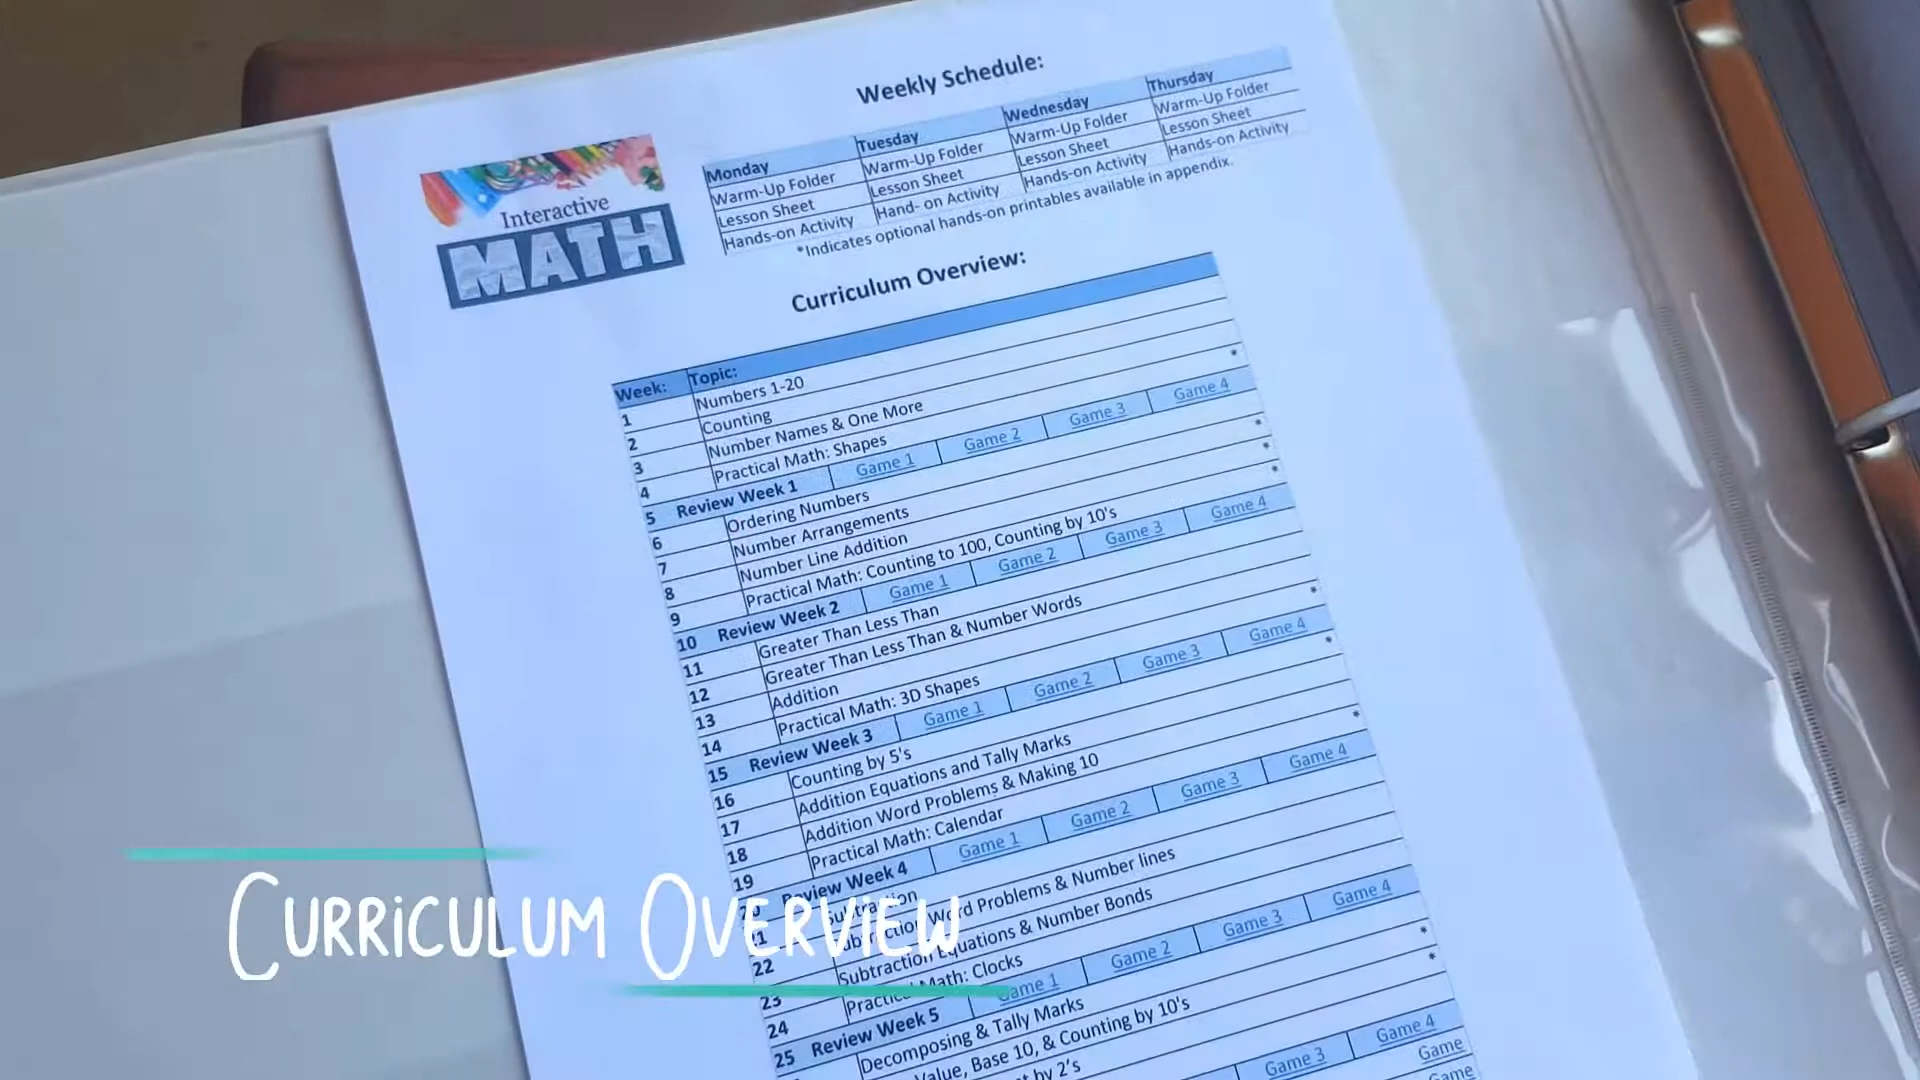 Weekly Schedule:
Interactive
MATH
Monday Tuesday Wednesday Thursday
Warm-Up Folder Warm-Up Folder Warm-Up Folder Warm-Up Folder
Lesson Sheet Lesson Sheet Lesson Sheet Lesson Sheet
Hands-on Activity Hand- on Activity Hands-on Activity Hands-on Activity
*Indicates optional hands-on printables available in appendix.
Curriculum Overview:
Week: Topic:
1 Numbers 1-20
2 Counting
3 Number Names & One More *
4 Practical Math: Shapes
5 Review Week 1 Game 1 Game 2 Game 3 Game 4
6 Ordering Numbers *
7 Number Arrangements *
8 Number Line Addition *
9 Practical Math: Counting to 100, Counting by 10's
10 Review Week 2 Game 1 Game 2 Game 3 Game 4
11 Greater Than Less Than
12 Greater Than Less Than & Number Words
13 Addition *
14 Practical Math: 3D Shapes
15 Review Week 3 Game 1 Game 2 Game 3 Game 4
16 Counting by 5's *
17 Addition Equations and Tally Marks
18 Addition Word Problems & Making 10
19 Practical Math: Calendar *
Review Week 4 Game 1 Game 2 Game 3 Game 4
Subtraction
22 Word Problems & Number lines
23 Subtraction Equations & Number Bonds
24 Practical Math: Clocks
25 Review Week 5 Game 1 Game 2 Game 3 Game 4
Decomposing & Tally Marks *
Value, Base 10, & Counting by 10's *
by 2's
Game 3 Game 4
Game
Game
Curriculum Overview